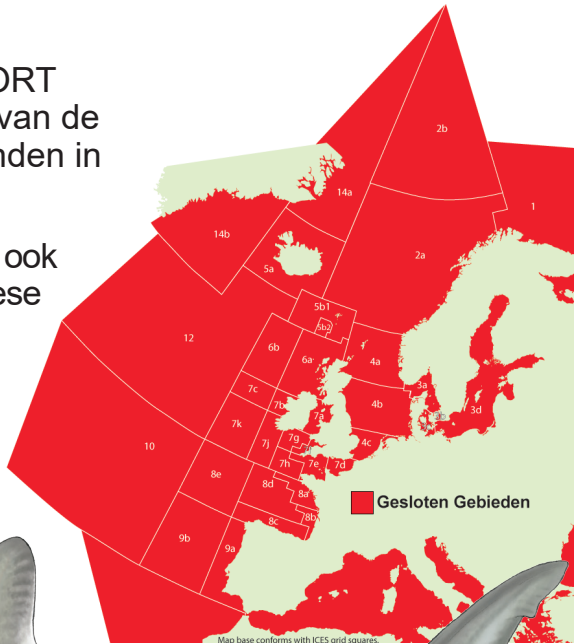 ORT
van de
nden in
ook
ese
2b
14a
1
14b
2a
5a
5b1
5b2
12
6b
6a
4a
7c
3a
7b
7a
4b
3d
7k
7j
7g
4c
10
7h
7e
7d
8e
8d
8a
Gesloten Gebieden
8b
8c
9b
9a
Map base conforms with ICES grid squares.